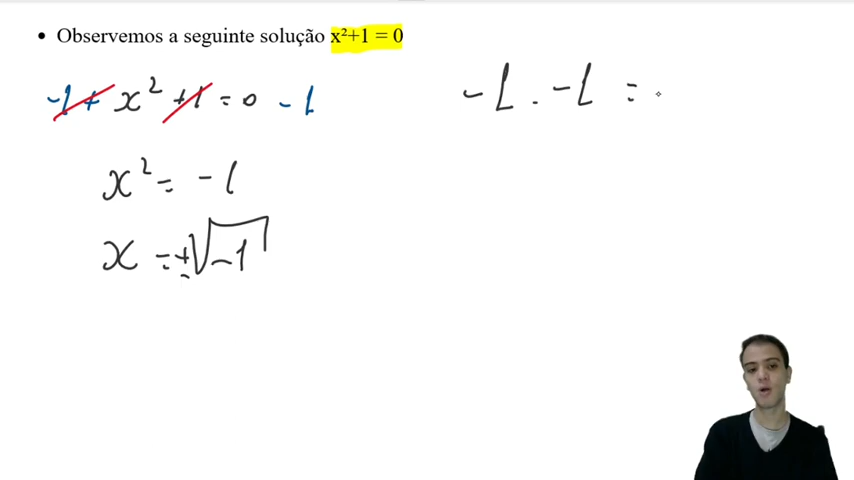 • Observemos a seguinte solução x²+1 = 0
-1 + x² + 1 = 0 - 1
x² = -1
x = ±√-1
-1 . -1 =